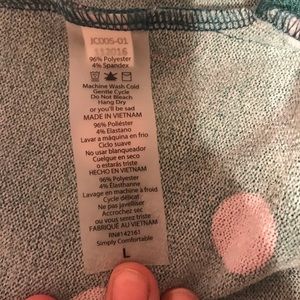 JC005-01
112016
96% Polyester
4% Spandex
Machine Wash Cold
Gentle Cycle
Do Not Bleach
Hang Dry
or you'll be sad
MADE IN VIETNAM
96% Poliéster
4% Elastano
Lavar a máquina en frio
Ciclo suave
No usar blanqueador
Cuelgue en seco
o estarás triste
HECHO EN VIETNAM
96% Polyester
4% Elasthanne
Lavage en machine à froid
Cycle délicat
Ne pas javelliser
Accrochez sec
ou vous serez triste
FABRIQUÉ AU VIETNAM
RN#142161
Simply Comfortable
L